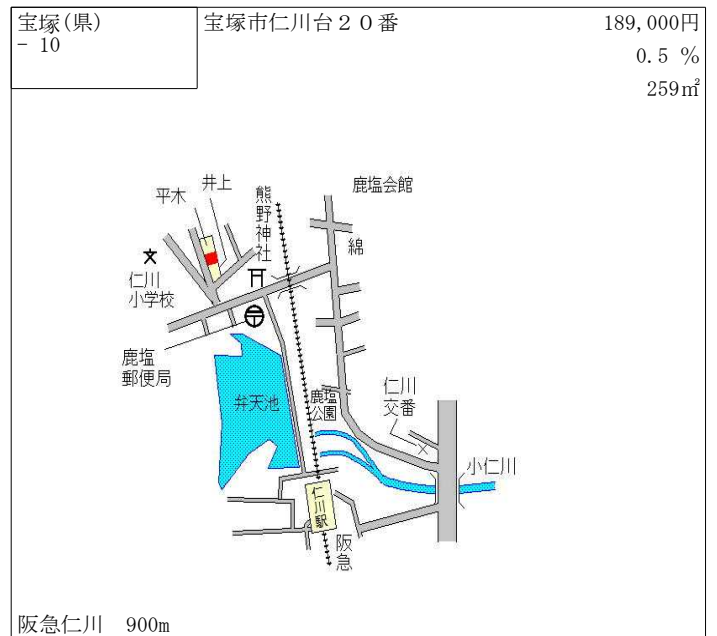 宝塚(県)
- 10
宝塚市仁川台２０番
189,000円
0.5 %
259㎡
平木
井上
熊野神社
鹿塩会館
綿
文
仁川
小学校
鹿塩
郵便局
弁天池
鹿塩
公園
仁川
交番
小仁川
仁川駅
阪急
阪急仁川 900m